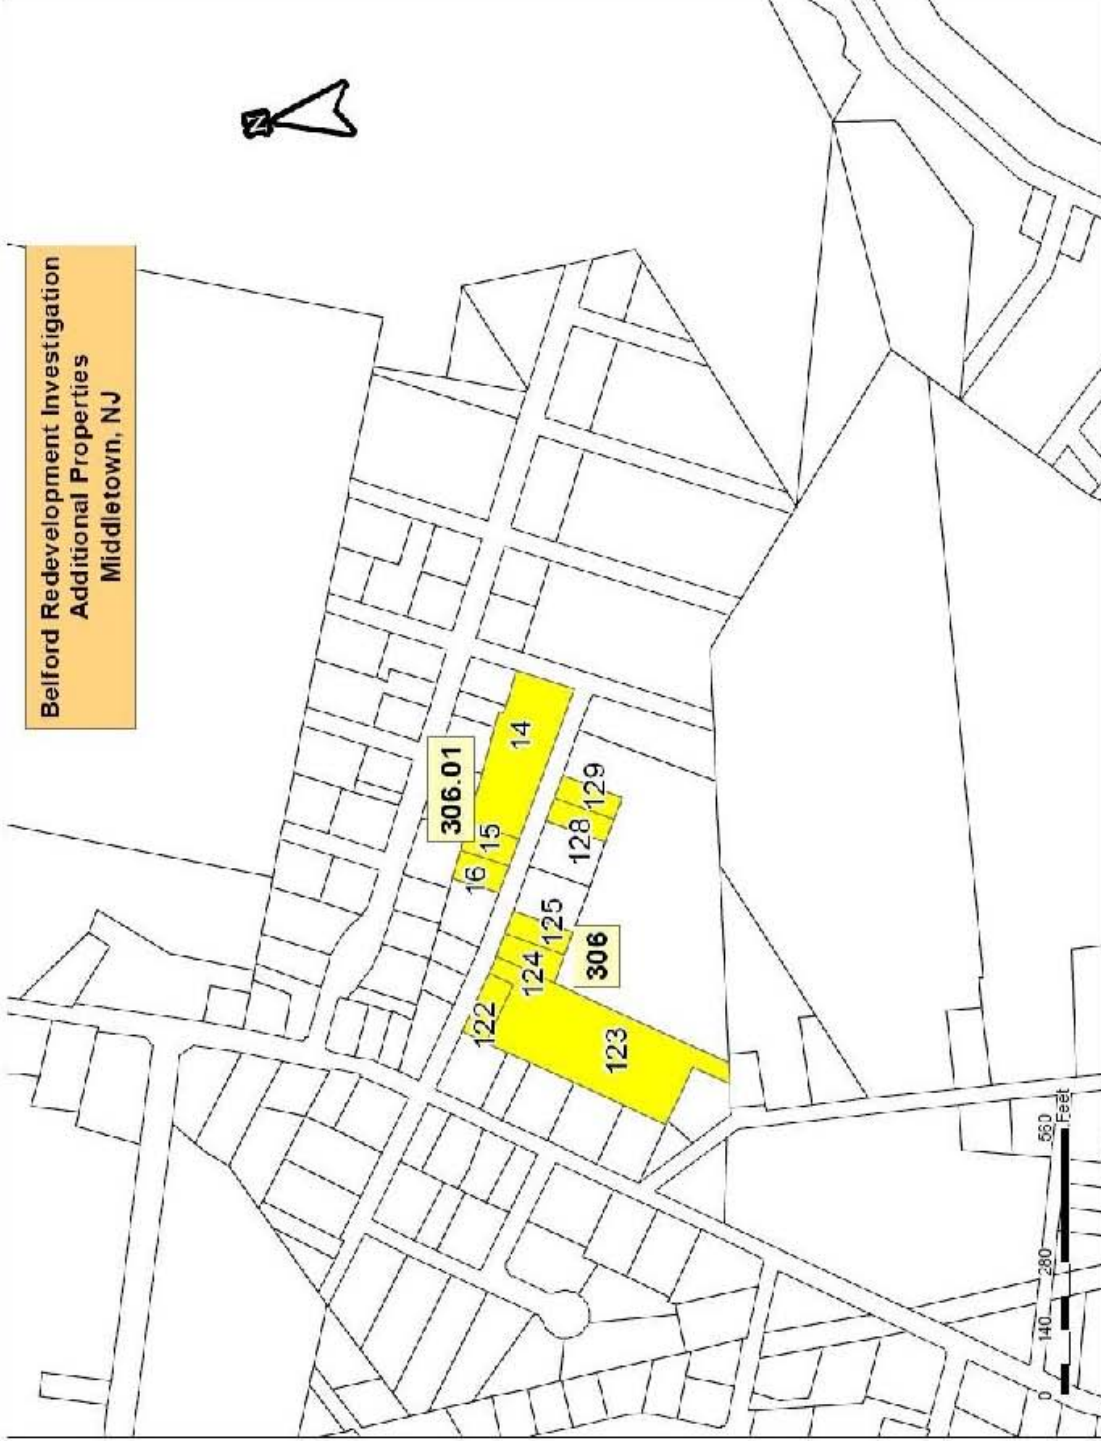 Belford Redevelopment Investigation
Additional Properties
Middletown, NJ
N
306.01
14
15
16
129
128
125
124
306
122
123
0 140 280 560
Feet